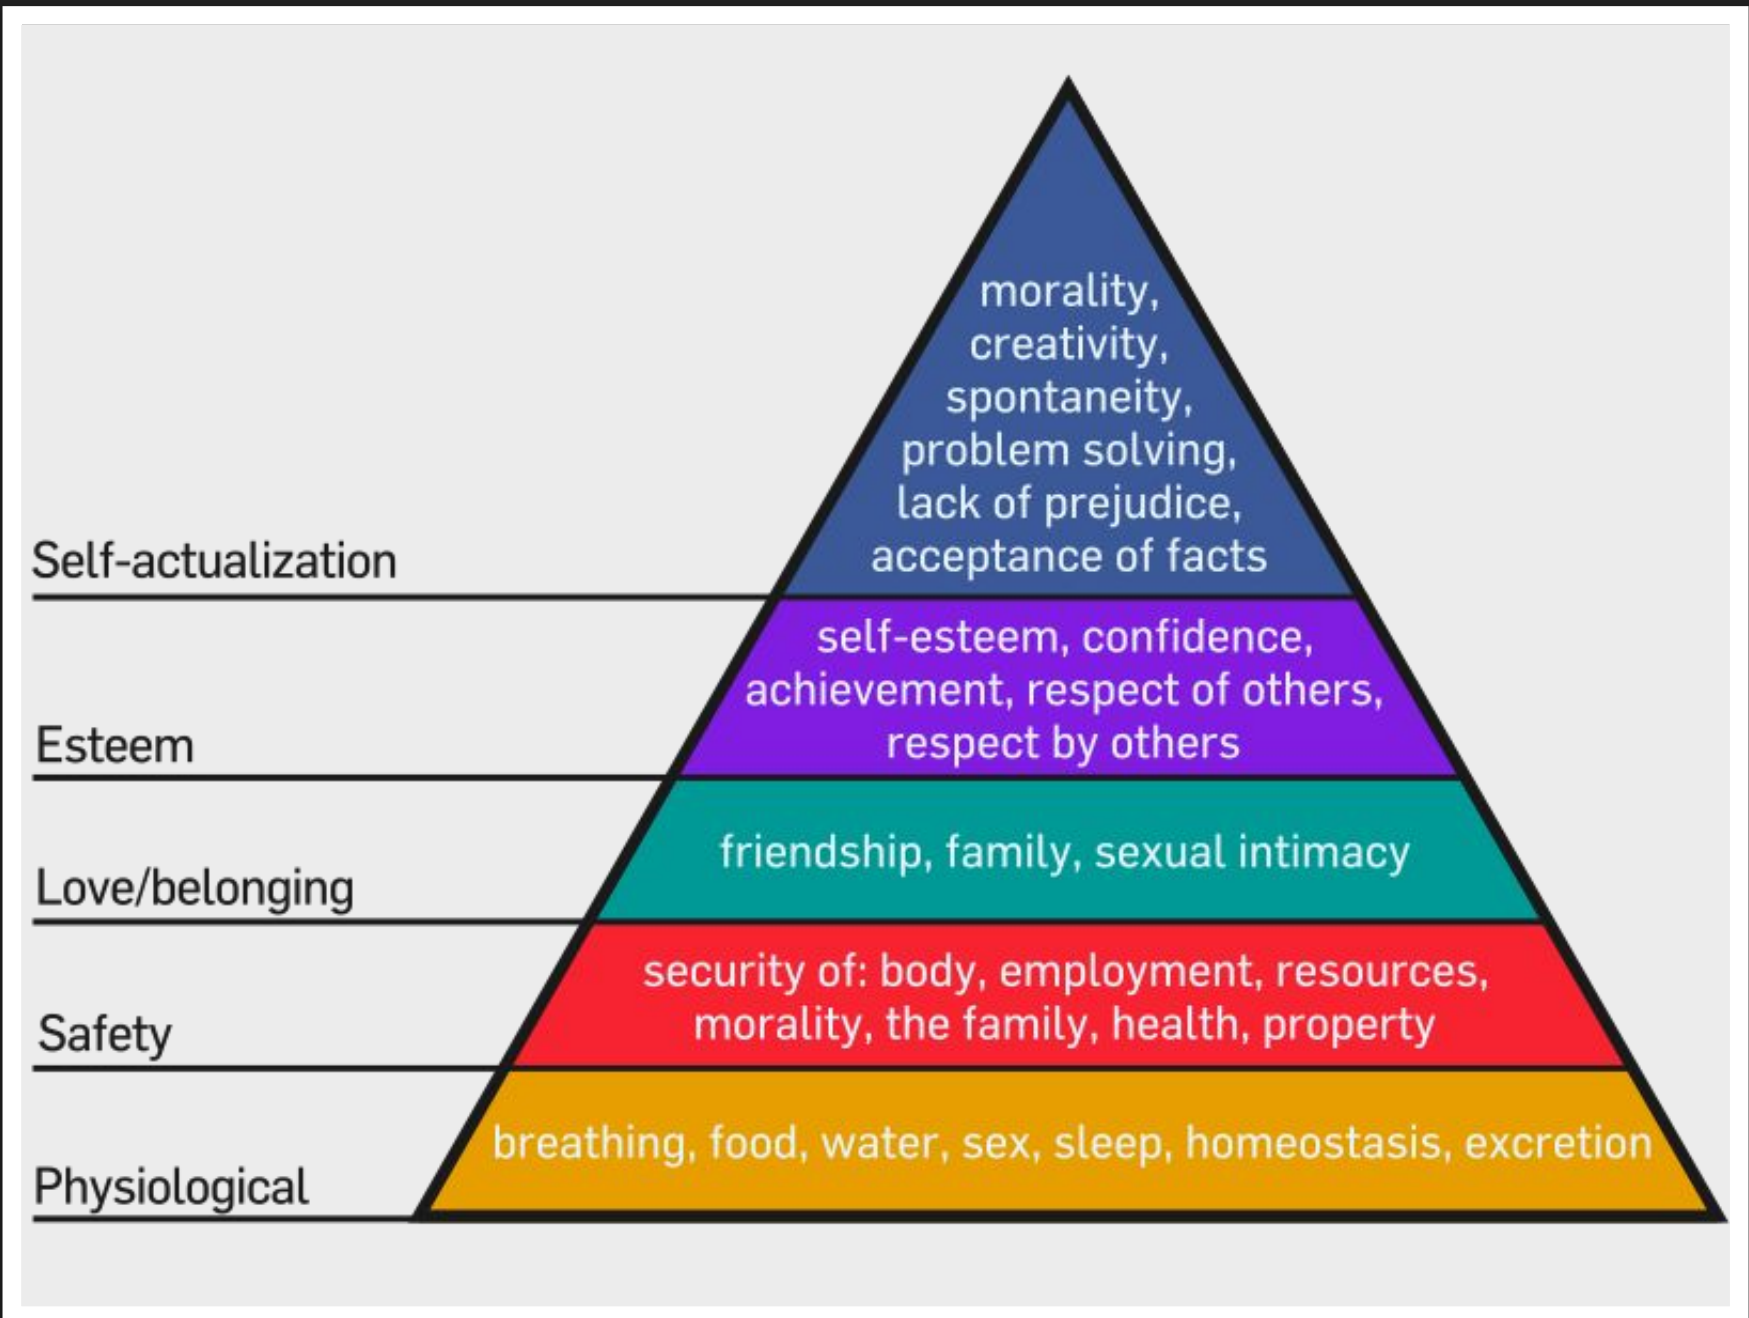 morality,
creativity,
spontaneity,
problem solving,
lack of prejudice,
acceptance of facts
Self-actualization
self-esteem, confidence,
achievement, respect of others,
respect by others
Esteem
friendship, family, sexual intimacy
Love/belonging
security of: body, employment, resources,
morality, the family, health, property
Safety
breathing, food, water, sex, sleep, homeostasis, excretion
Physiological